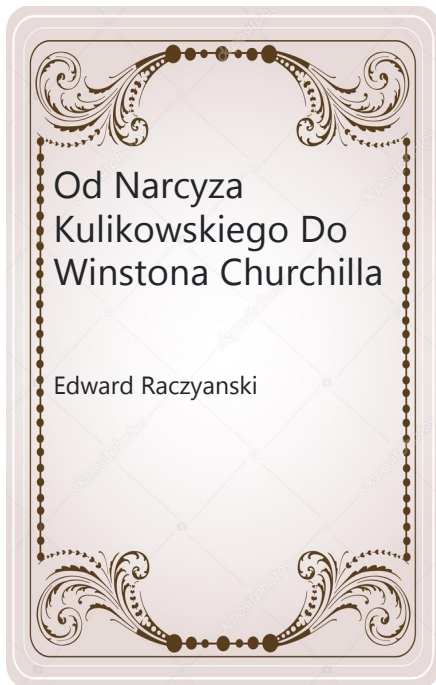 Od Narcyza
Kulikowskiego Do
Winstona Churchilla
Edward Raczyanski